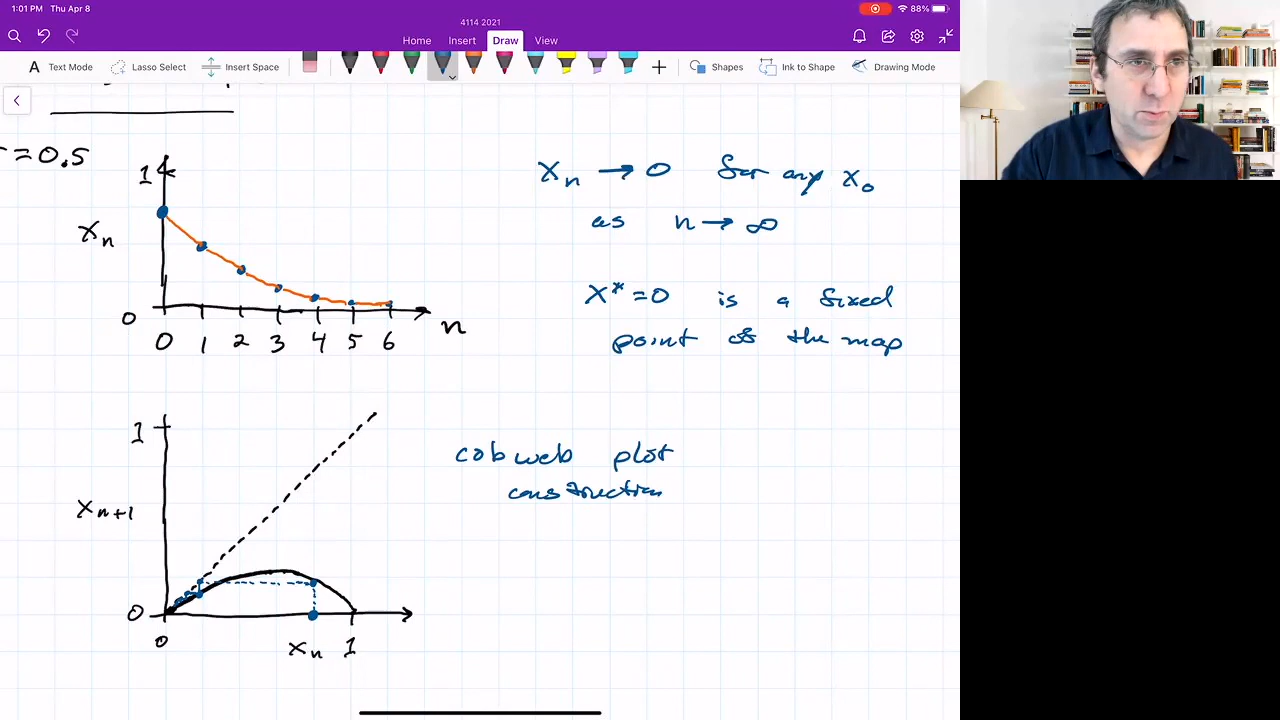 1:01 PM Thu Apr 8
88%
4114 2021
Home Insert Draw View
Text Mode Lasso Select Insert Space Shapes Ink to Shape Drawing Mode
= 0.5
1
xn
0
0 1 2 3 4 5 6 n
xn → 0 for any x0
as n → ∞
x* = 0 is a fixed
point of the map
1
xn+1
0
0 xn 1
cobweb plot
construction